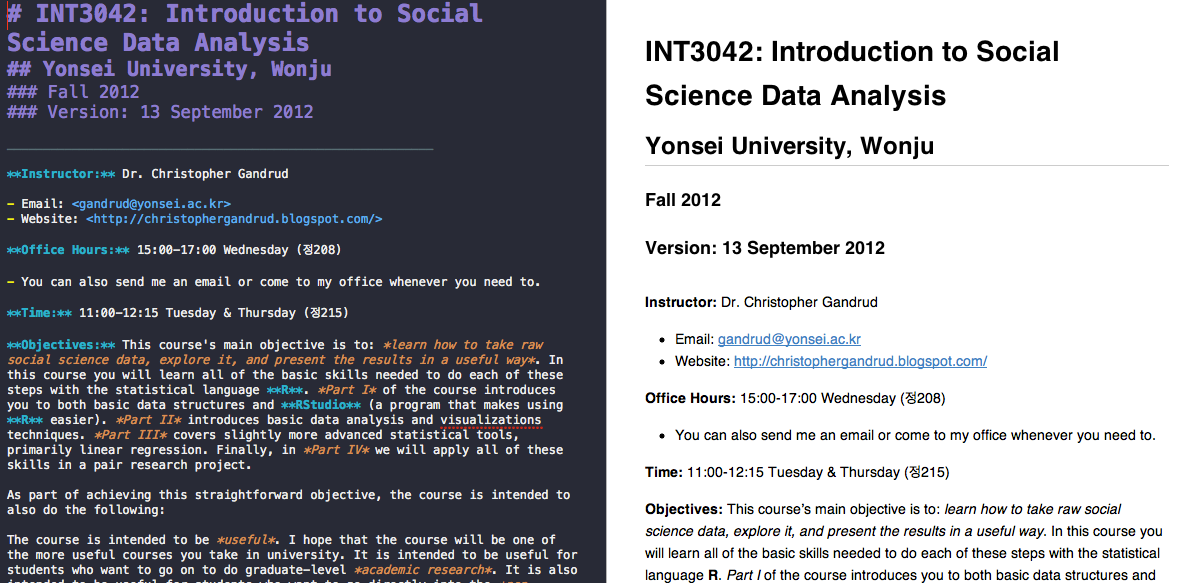 # INT3042: Introduction to Social
Science Data Analysis
## Yonsei University, Wonju
### Fall 2012
### Version: 13 September 2012
**Instructor:** Dr. Christopher Gandrud
- Email: <gandrud@yonsei.ac.kr>
- Website: <http://christophergandrud.blogspot.com/>
**Office Hours:** 15:00-17:00 Wednesday (정208)
- You can also send me an email or come to my office whenever you need to.
**Time:** 11:00-12:15 Tuesday & Thursday (정215)
**Objectives:** This course's main objective is to: *learn how to take raw
social science data, explore it, and present the results in a useful way*. In
this course you will learn all of the basic skills needed to do each of these
steps with the statistical language **R**. *Part I* of the course introduces
you to both basic data structures and **RStudio** (a program that makes using
**R** easier). *Part II* introduces basic data analysis and visualizations
techniques. *Part III* covers slightly more advanced statistical tools,
primarily linear regression. Finally, in *Part IV* we will apply all of these
skills in a pair research project.
As part of achieving this straightforward objective, the course is intended to
also do the following:
The course is intended to be *useful*. I hope that the course will be one of
the more useful courses you take in university. It is intended to be useful for
students who want to go on to do graduate-level *academic research*. It is also
INT3042: Introduction to Social
Science Data Analysis
Yonsei University, Wonju
Fall 2012
Version: 13 September 2012
Instructor: Dr. Christopher Gandrud
• Email: gandrud@yonsei.ac.kr
• Website: http://christophergandrud.blogspot.com/
Office Hours: 15:00-17:00 Wednesday (정208)
• You can also send me an email or come to my office whenever you need to.
Time: 11:00-12:15 Tuesday & Thursday (정215)
Objectives: This course’s main objective is to: learn how to take raw social
science data, explore it, and present the results in a useful way. In this course you
will learn all of the basic skills needed to do each of these steps with the statistical
language R. Part I of the course introduces you to both basic data structures and